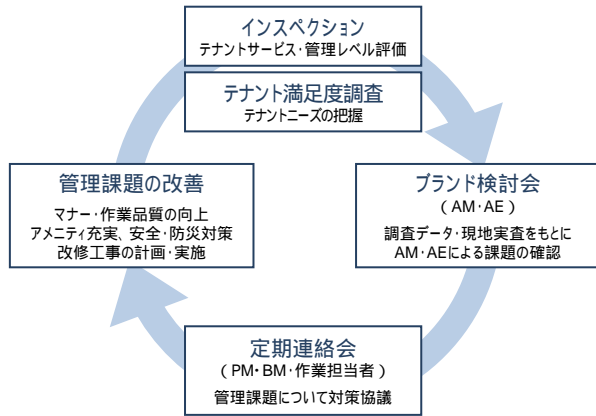 インスペクション
テナントサービス・管理レベル評価
テナント満足度調査
テナントニーズの把握
ブランド検討会
（AM・AE）
調査データ・現地実査をもとに
AM・AEによる課題の確認
定期連絡会
（PM・BM・作業担当者）
管理課題について対策協議
管理課題の改善
マナー・作業品質の向上
アメニティ充実、安全・防災対策
改修工事の計画・実施